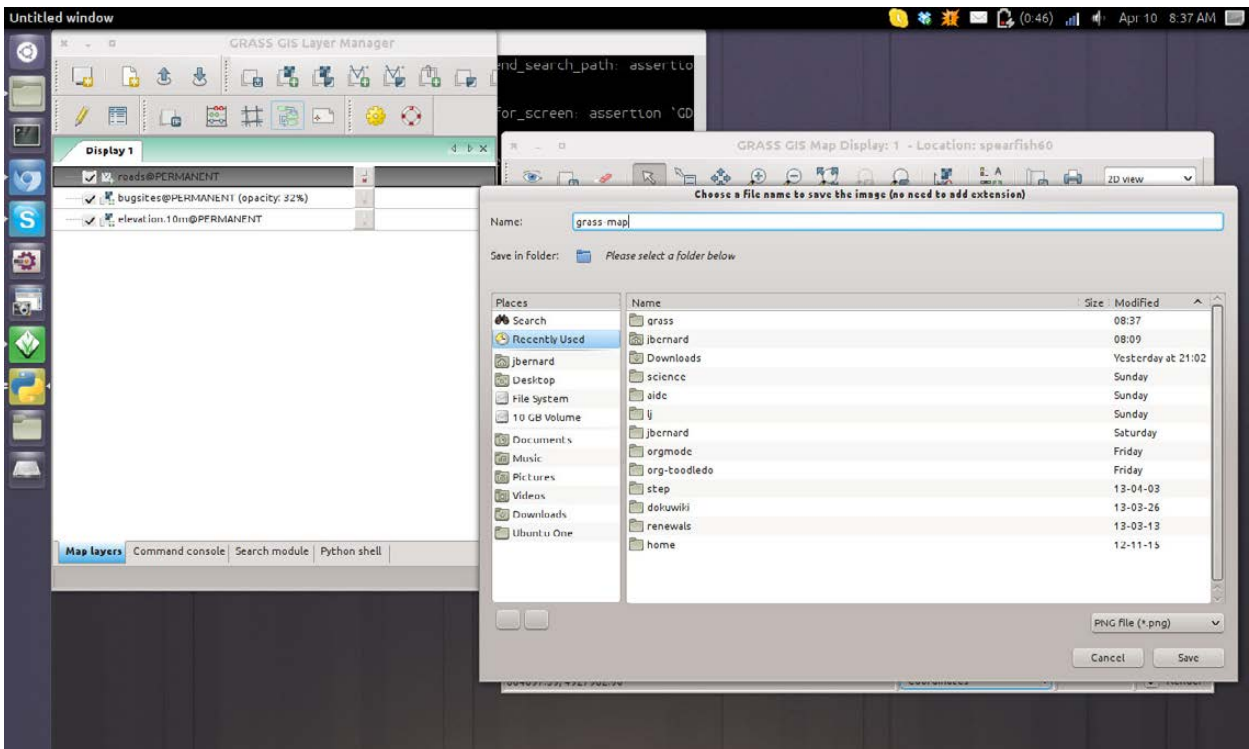 Untitled window
(0:46)
Apr 10 8:37 AM
GRASS GIS Layer Manager
end_search_path: assertio
for_screen: assertion `GD
Display 1
roads@PERMANENT
bugsites@PERMANENT (opacity: 32%)
elevation.10m@PERMANENT
Map layers
Command console
Search module
Python shell
GRASS GIS Map Display: 1 - Location: spearfish60
2D view
Choose a file name to save the image (no need to add extension)
Name:
grass-map
Save in folder:
Please select a folder below
Places
Search
Recently Used
jbernard
Desktop
File System
10 GB Volume
Documents
Music
Pictures
Videos
Downloads
Ubuntu One
Name Size Modified
grass 08:37
jbernard 08:09
Downloads Yesterday at 21:02
science Sunday
aide Sunday
lj Sunday
jbernard Saturday
orgmode Friday
org-toodledo Friday
step 13-04-03
dokuwiki 13-03-26
renewals 13-03-13
home 12-11-15
PNG file (*.png)
Cancel
Save